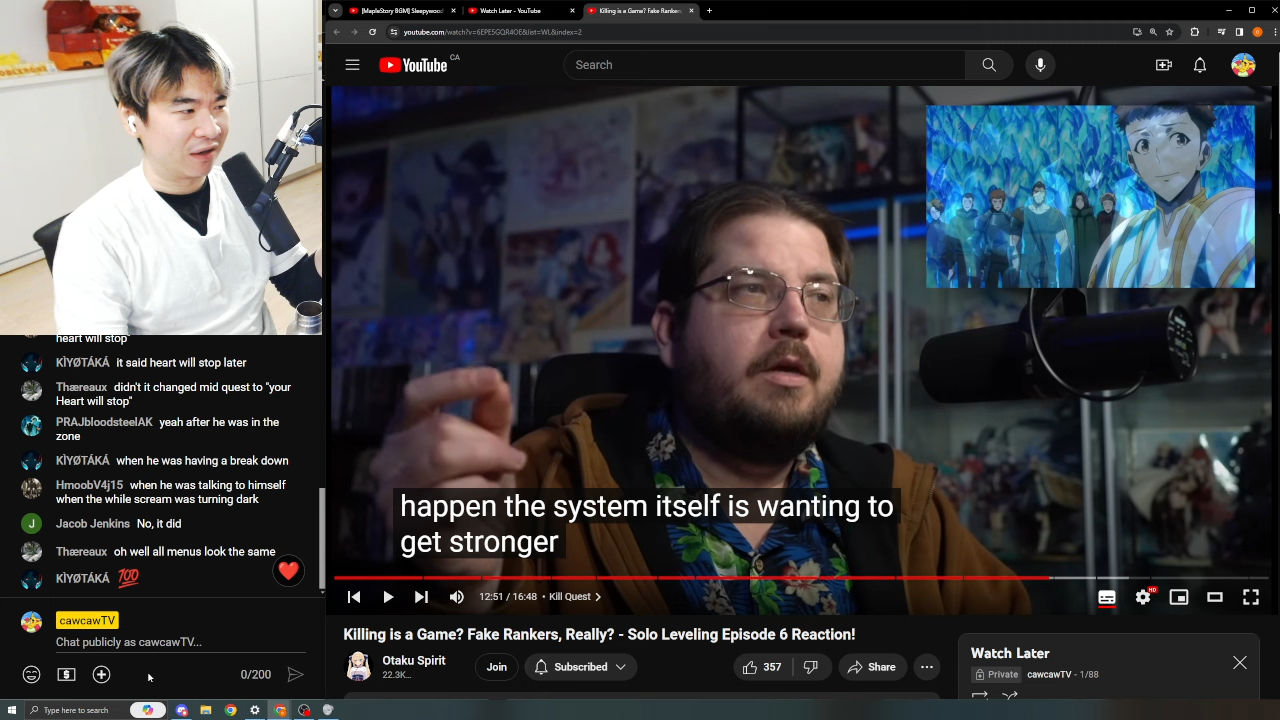 [MapleStory BGM] Sleepywood
Watch Later - YouTube
Killing is a Game? Fake Rankers,
youtube.com/watch?v=6EPE5GQR4OE&list=WL&index=2
YouTube CA
Search
heart will stop"
KÌYØTÁKÁ it said heart will stop later
Thæreaux didn't it changed mid quest to "your
Heart will stop"
PRAJbloodsteelAK yeah after he was in the
zone
KÌYØTÁKÁ when he was having a break down
HmoobV4j15 when he was talking to himself
when the while scream was turning dark
J Jacob Jenkins No, it did
Thæreaux oh well all menus look the same
KÌYØTÁKÁ 100
cawcawTV
Chat publicly as cawcawTV...
0/200
happen the system itself is wanting to
get stronger
12:51 / 16:48 • Kill Quest
HD
Killing is a Game? Fake Rankers, Really? - Solo Leveling Episode 6 Reaction!
Otaku Spirit
22.3K...
Join
Subscribed
357
Share
Watch Later
Private cawcawTV - 1/88
Type here to search